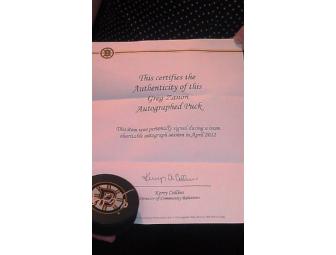 This certifies the
Authenticity of this
Greg Zanon
Autographed Puck
This item was personally signed during a team
charitable autograph session in April 2012
Kerry Collins
Director of Community Relations